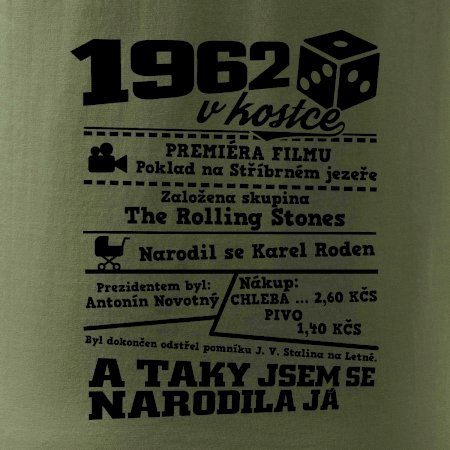 1962
v kostce
PREMIÉRA FILMU
Poklad na Stříbrném jezeře
Založena skupina
The Rolling Stones
Narodil se Karel Roden
Prezidentem byl:
Antonín Novotný
Nákup:
CHLEBA ... 2,60 KČS
PIVO
1,40 KČS
Byl dokončen odstřel pomníku J. V. Stalina na Letné.
A TAKY JSEM SE
NARODILA JÁ